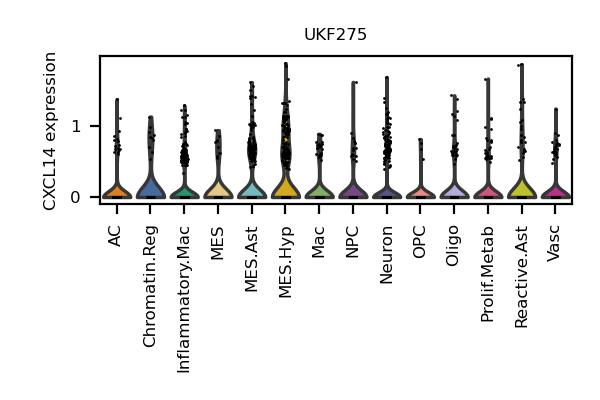 UKF275
CXCL14 expression
1
0
AC
Chromatin.Reg
Inflammatory.Mac
MES
MES.Ast
MES.Hyp
Mac
NPC
Neuron
OPC
Oligo
Prolif.Metab
Reactive.Ast
Vasc